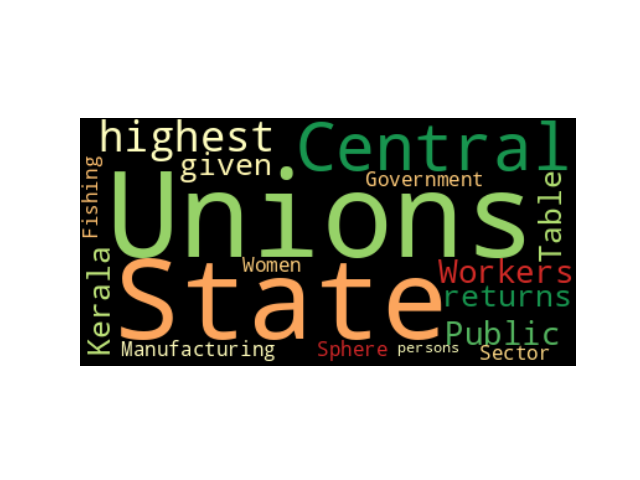 highest Central
given
Government
Fishing
Unions
Table
Women
State
Workers
Kerala
returns
Public
Manufacturing
Sphere persons
Sector